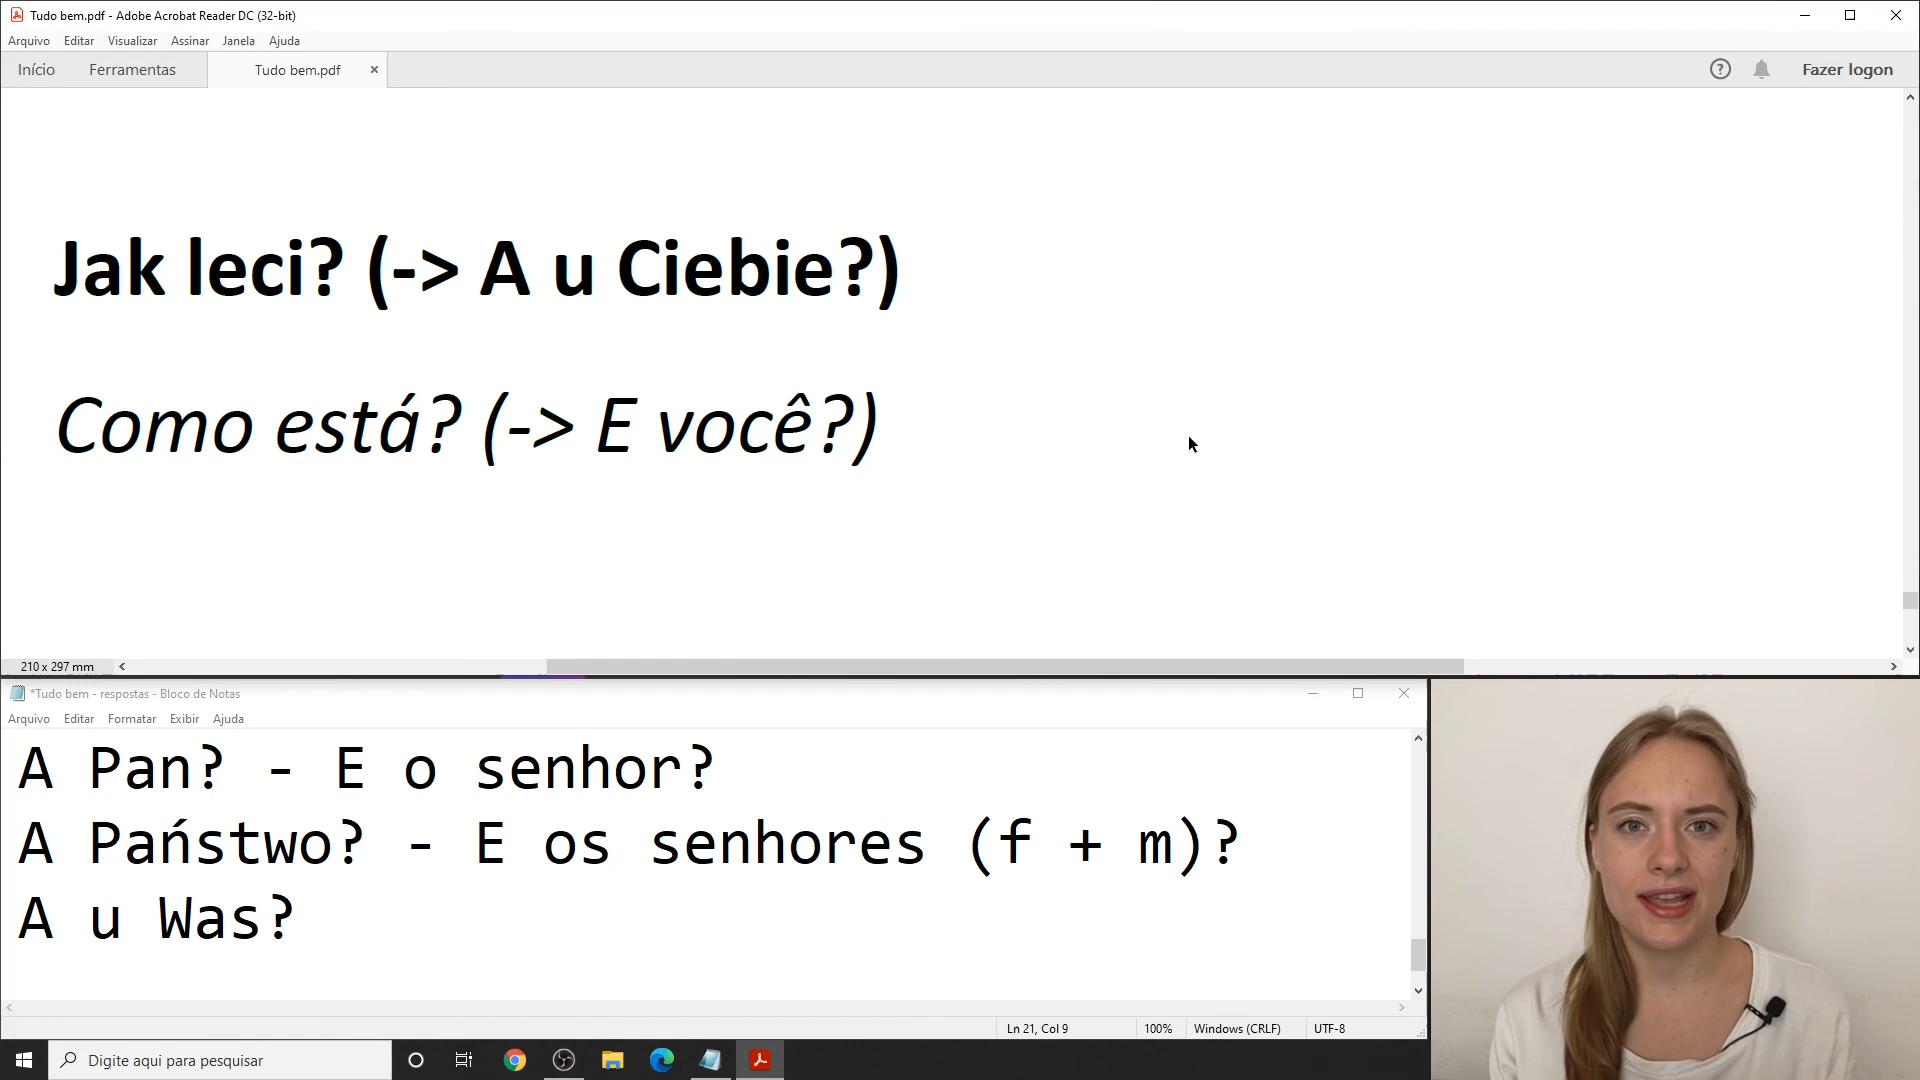 Tudo bem.pdf - Adobe Acrobat Reader DC (32-bit)
Arquivo Editar Visualizar Assinar Janela Ajuda
Início Ferramentas Tudo bem.pdf Fazer logon
Jak leci? (-> A u Ciebie?)
Como está? (-> E você?)
210 x 297 mm
*Tudo bem - respostas - Bloco de Notas
Arquivo Editar Formatar Exibir Ajuda
A Pan? - E o senhor?
A Państwo? - E os senhores (f + m)?
A u Was?
Ln 21, Col 9 100% Windows (CRLF) UTF-8
Digite aqui para pesquisar